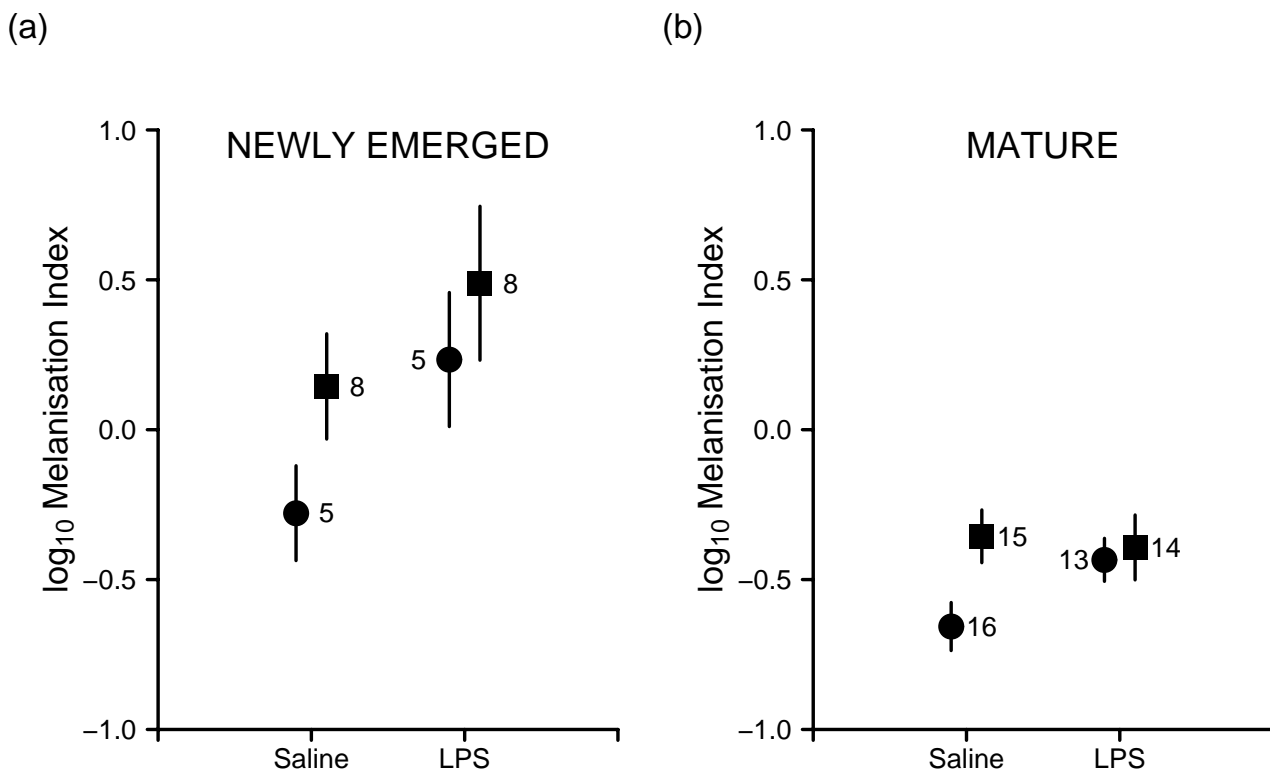 (a)
NEWLY EMERGED
log10 Melanisation Index
1.0
0.5
0.0
−0.5
−1.0
5
8
5
8
Saline LPS
(b)
MATURE
log10 Melanisation Index
1.0
0.5
0.0
−0.5
−1.0
16
15
13
14
Saline LPS